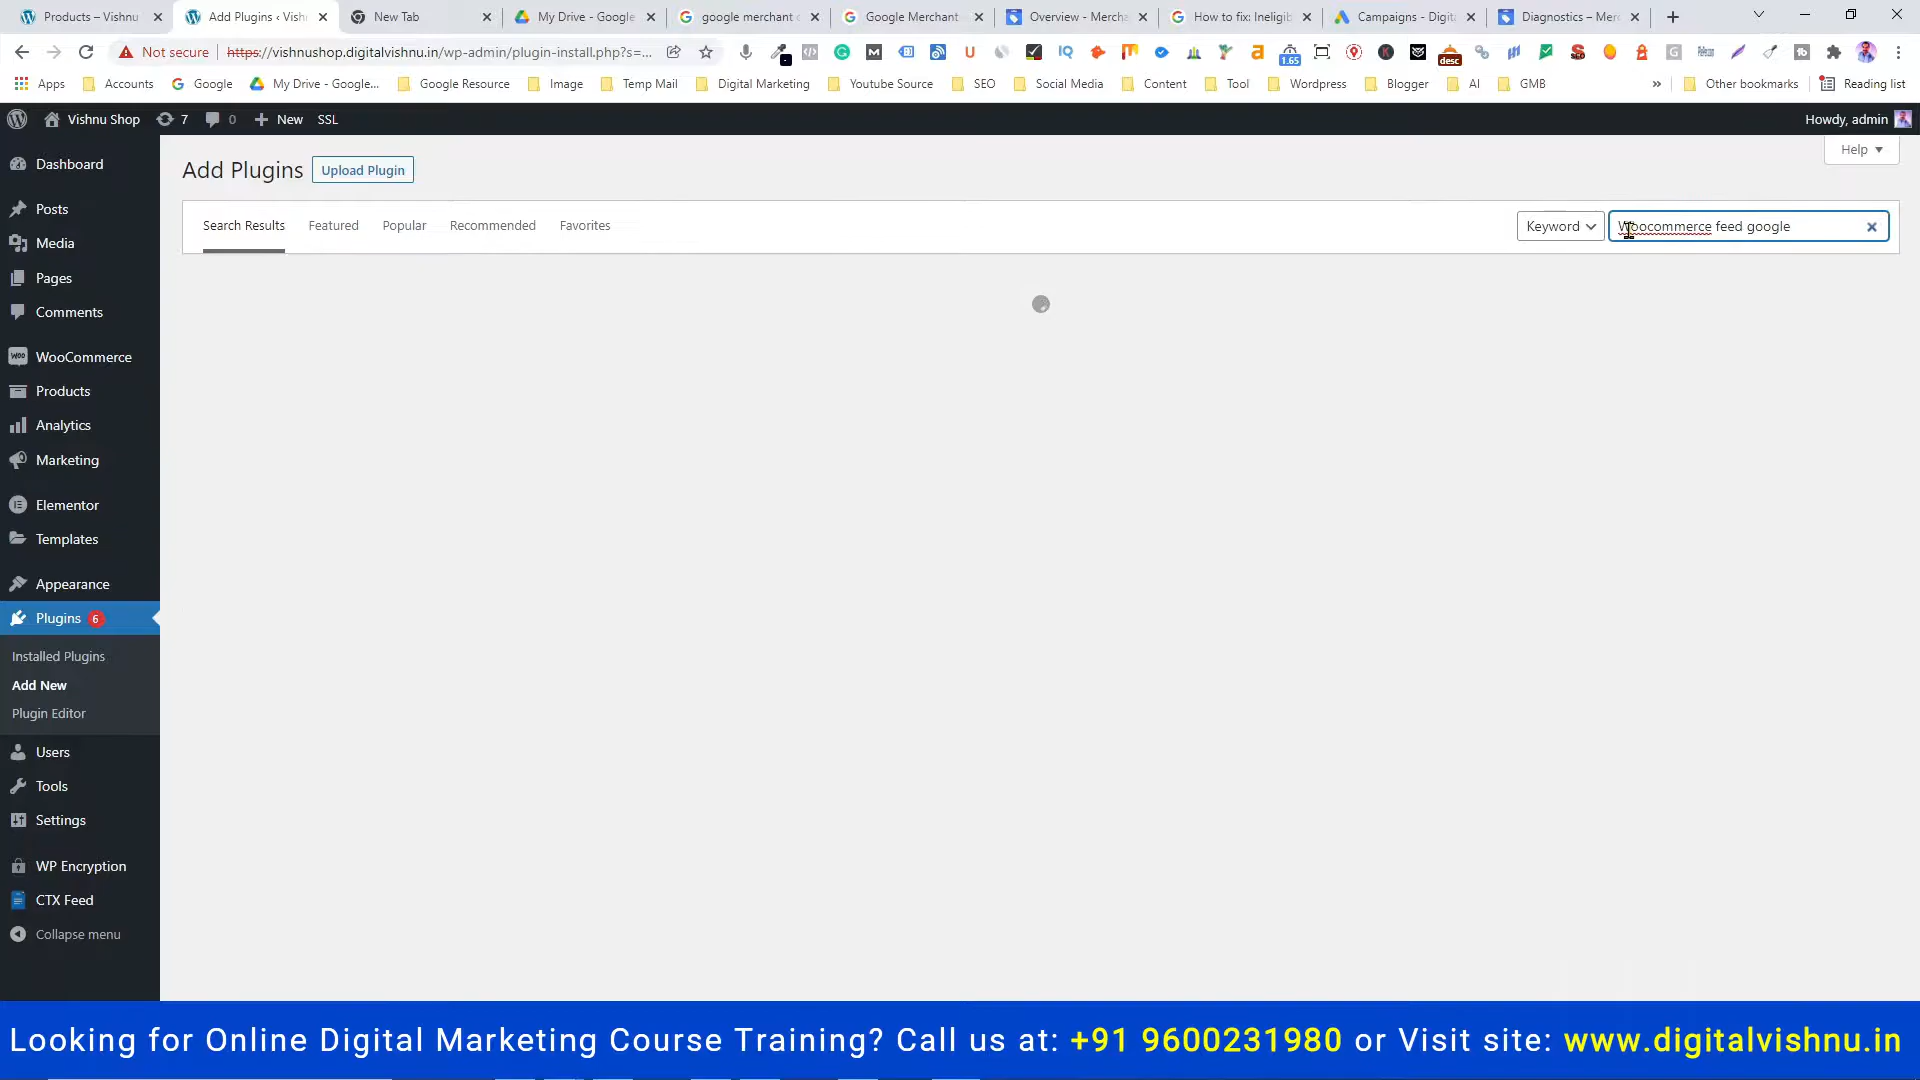 Products – Vishnu
Add Plugins ‹ Vish
New Tab
My Drive - Google
google merchant c
Google Merchant
Overview - Mercha
How to fix: Ineligib
Campaigns - Digit
Diagnostics – Merc
Not secure
https://vishnushop.digitalvishnu.in/wp-admin/plugin-install.php?s=...
1.65
desc
Apps
Accounts
Google
My Drive - Google...
Google Resource
Image
Temp Mail
Digital Marketing
Youtube Source
SEO
Social Media
Content
Tool
Wordpress
Blogger
AI
GMB
»
Other bookmarks
Reading list
Vishnu Shop
7
0
New
SSL
Howdy, admin
Help
Dashboard
Posts
Media
Pages
Comments
WooCommerce
Products
Analytics
Marketing
Elementor
Templates
Appearance
Plugins 6
Installed Plugins
Add New
Plugin Editor
Users
Tools
Settings
WP Encryption
CTX Feed
Collapse menu
Add Plugins
Upload Plugin
Search Results
Featured
Popular
Recommended
Favorites
Keyword
Woocommerce feed google
Looking for Online Digital Marketing Course Training? Call us at: +91 9600231980 or Visit site: www.digitalvishnu.in